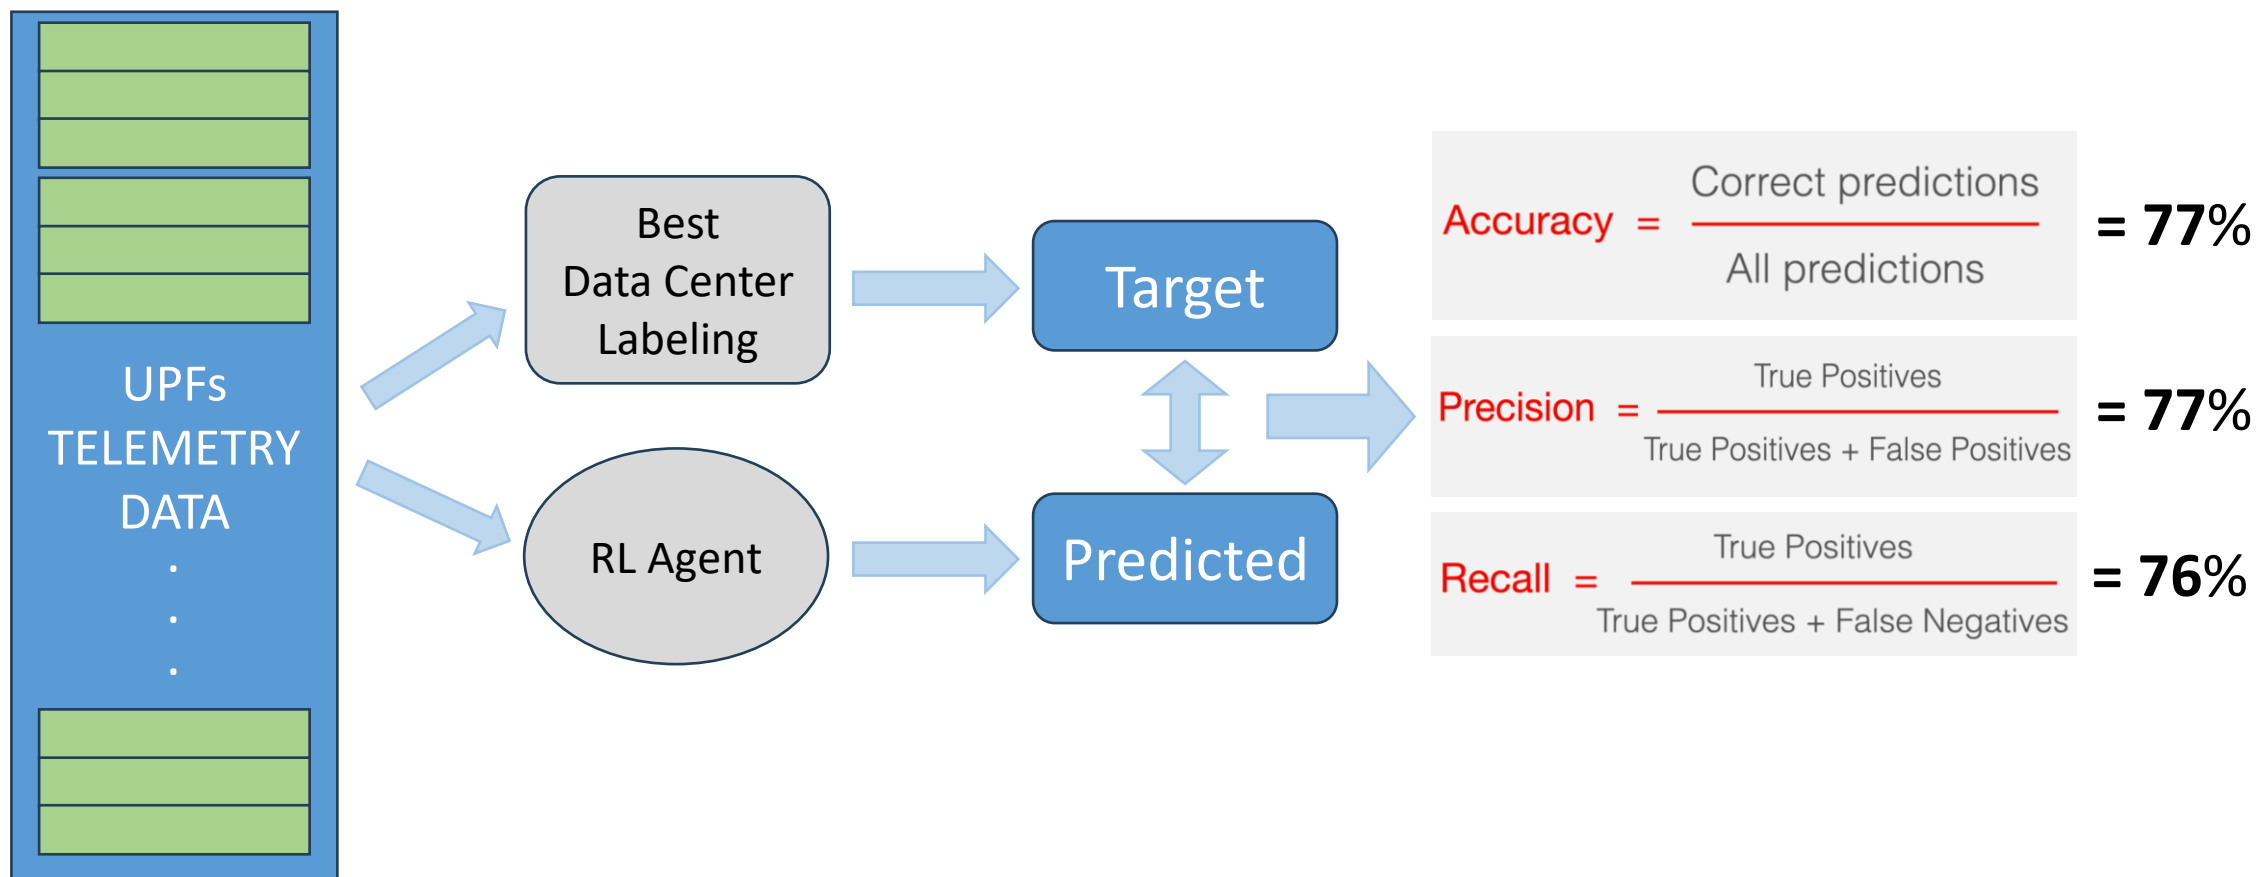 UPFs
TELEMETRY
DATA
.
.
.
Best
Data Center
Labeling
RL Agent
Target
Predicted
Accuracy = Correct predictions
All predictions
= 77%
Precision = True Positives
True Positives + False Positives
= 77%
Recall = True Positives
True Positives + False Negatives
= 76%